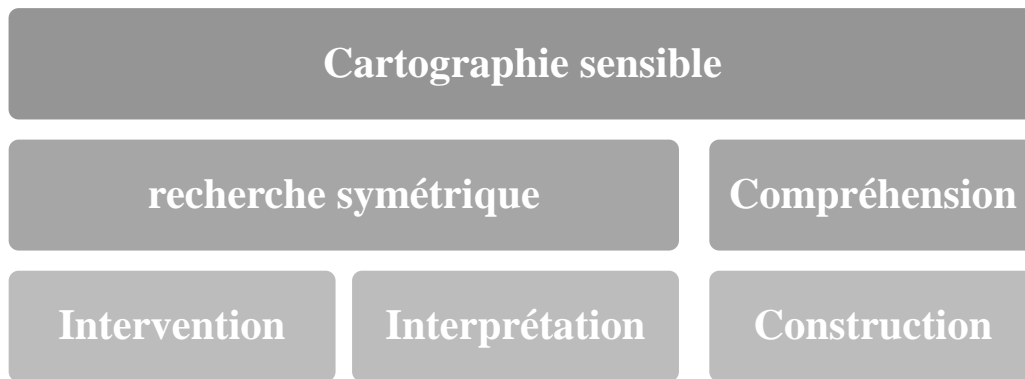 Cartographie sensible
recherche symétrique
Compréhension
Intervention
Interprétation
Construction